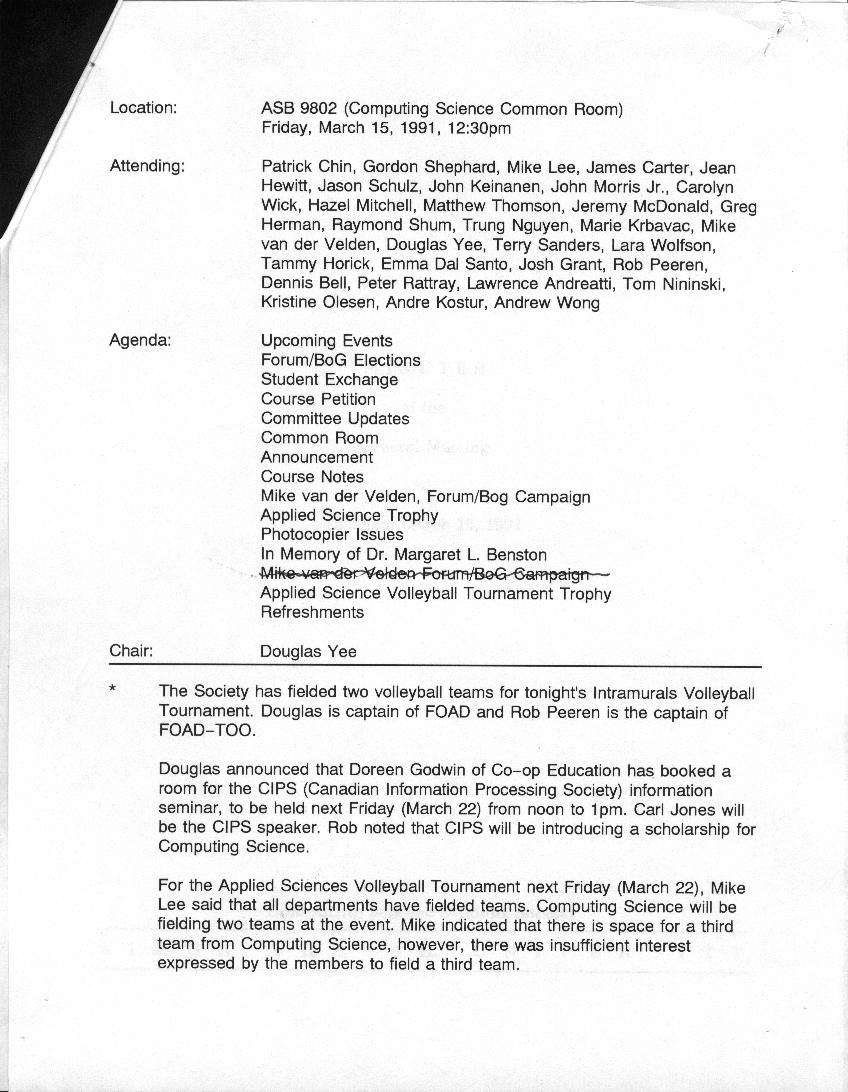 Location: ASB 9802 (Computing Science Common Room)
Friday, March 15, 1991, 12:30pm
Attending: Patrick Chin, Gordon Shephard, Mike Lee, James Carter, Jean
Hewitt, Jason Schulz, John Keinanen, John Morris Jr., Carolyn
Wick, Hazel Mitchell, Matthew Thomson, Jeremy McDonald, Greg
Herman, Raymond Shum, Trung Nguyen, Marie Krbavac, Mike
van der Velden, Douglas Yee, Terry Sanders, Lara Wolfson,
Tammy Horick, Emma Dal Santo, Josh Grant, Rob Peeren,
Dennis Bell, Peter Rattray, Lawrence Andreatti, Tom Nininski,
Kristine Olesen, Andre Kostur, Andrew Wong
Agenda: Upcoming Events
Forum/BoG Elections
Student Exchange
Course Petition
Committee Updates
Common Room
Announcement
Course Notes
Mike van der Velden, Forum/Bog Campaign
Applied Science Trophy
Photocopier Issues
In Memory of Dr. Margaret L. Benston
Mike van der Velden Forum/BoG Campaign
Applied Science Volleyball Tournament Trophy
Refreshments
Chair: Douglas Yee
* The Society has fielded two volleyball teams for tonight's Intramurals Volleyball
Tournament. Douglas is captain of FOAD and Rob Peeren is the captain of
FOAD-TOO.
Douglas announced that Doreen Godwin of Co-op Education has booked a
room for the CIPS (Canadian Information Processing Society) information
seminar, to be held next Friday (March 22) from noon to 1pm. Carl Jones will
be the CIPS speaker. Rob noted that CIPS will be introducing a scholarship for
Computing Science.
For the Applied Sciences Volleyball Tournament next Friday (March 22), Mike
Lee said that all departments have fielded teams. Computing Science will be
fielding two teams at the event. Mike indicated that there is space for a third
team from Computing Science, however, there was insufficient interest
expressed by the members to field a third team.